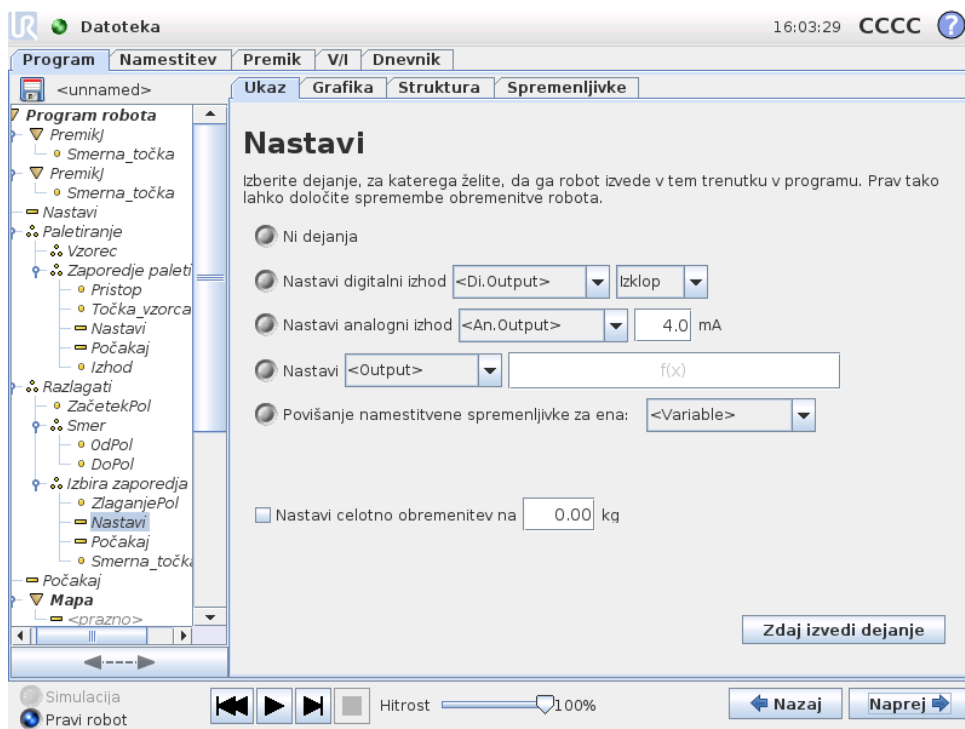 UR Datoteka 16:03:29 CCCC ?
Program Namestitev Premik V/I Dnevnik
<unnamed>
Ukaz Grafika Struktura Spremenljivke
Program robota
PremikJ
Smerna_točka
PremikJ
Smerna_točka
Nastavi
Paletiranje
Vzorec
Zaporedje paleti
Pristop
Točka_vzorca
Nastavi
Počakaj
Izhod
Razlagati
ZačetekPol
Smer
OdPol
DoPol
Izbira zaporedja
ZlaganjePol
Nastavi
Počakaj
Smerna_točka
Počakaj
Mapa
<prazno>
Nastavi
Izberite dejanje, za katerega želite, da ga robot izvede v tem trenutku v programu. Prav tako
lahko določite spremembe obremenitve robota.
Ni dejanja
Nastavi digitalni izhod <Di.Output> Izklop
Nastavi analogni izhod <An.Output> 4.0 mA
Nastavi <Output> f(x)
Povišanje namestitvene spremenljivke za ena: <Variable>
Nastavi celotno obremenitev na 0.00 kg
Zdaj izvedi dejanje
Simulacija
Pravi robot
Hitrost 100%
Nazaj Naprej